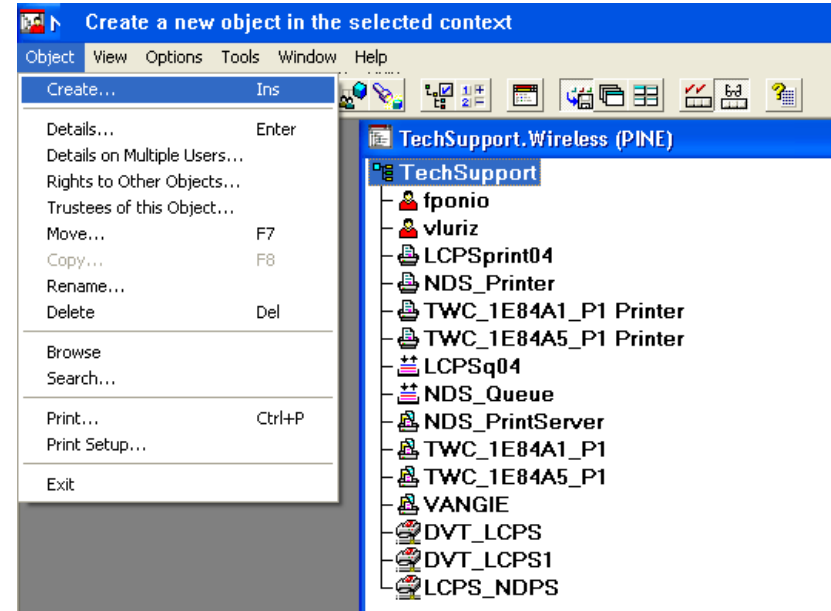 Create a new object in the selected context
Object View Options Tools Window Help
Create... Ins
Details... Enter
Details on Multiple Users...
Rights to Other Objects...
Trustees of this Object...
Move... F7
Copy... F8
Rename...
Delete Del
Browse
Search...
Print... Ctrl+P
Print Setup...
Exit
TechSupport.Wireless (PINE)
TechSupport
fponio
vluriz
LCPSprint04
NDS_Printer
TWC_1E84A1_P1 Printer
TWC_1E84A5_P1 Printer
LCPSq04
NDS_Queue
NDS_PrintServer
TWC_1E84A1_P1
TWC_1E84A5_P1
VANGIE
DVT_LCPS
DVT_LCPS1
LCPS_NDPS